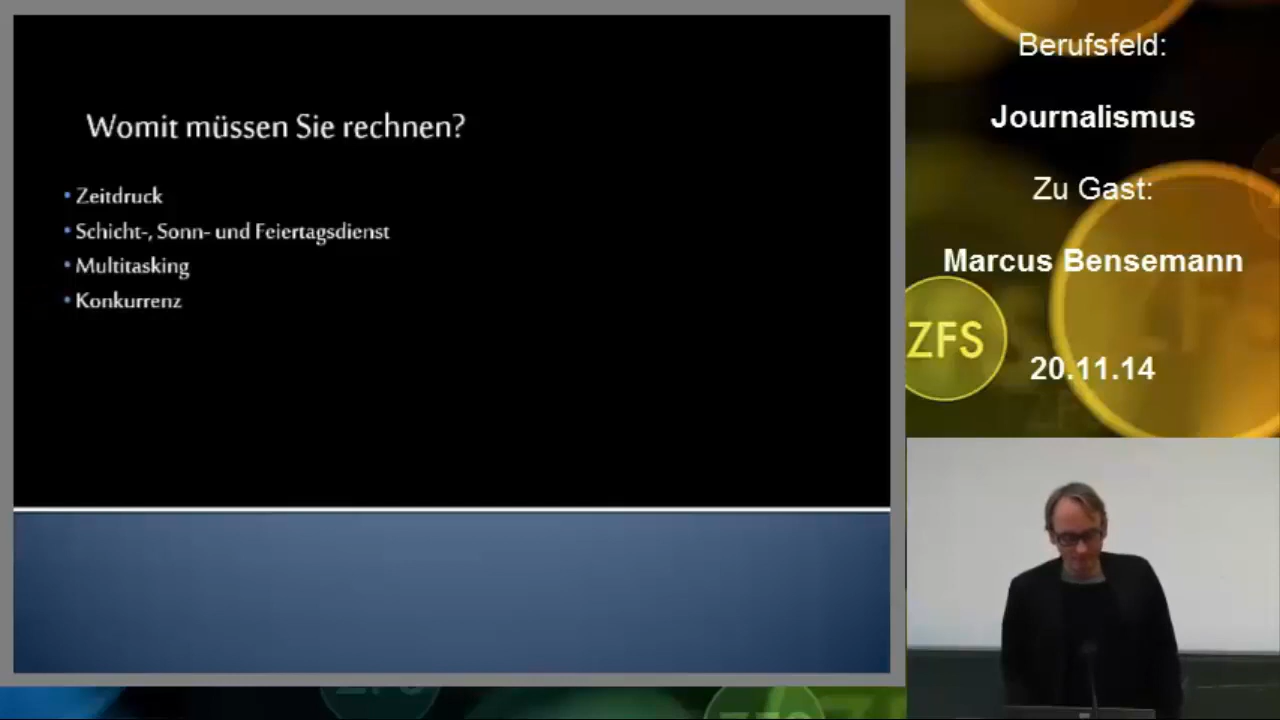 Womit müssen Sie rechnen?
• Zeitdruck
• Schicht-, Sonn- und Feiertagsdienst
• Multitasking
• Konkurrenz
Berufsfeld:
Journalismus
Zu Gast:
Marcus Bensemann
ZFS
20.11.14